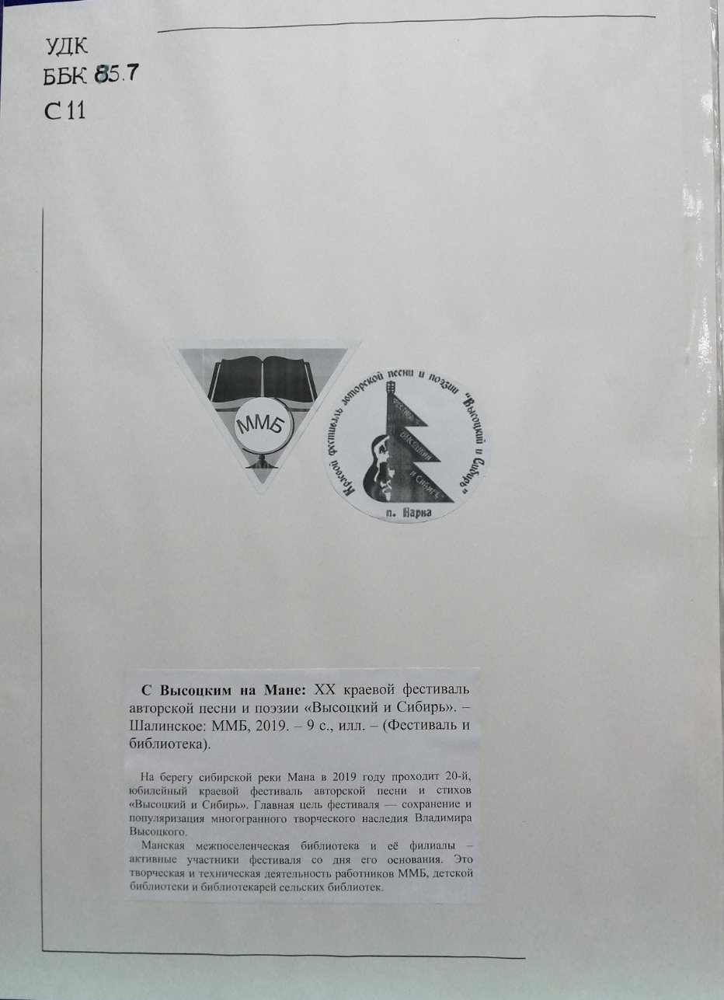 УДК
ББК 85.7
С 11
ММБ
Краевой фестиваль авторской песни и поэзии "Высоцкий и Сибирь"
ФЕСТИВАЛЬ
"ВЫСОЦКИЙ
И СИБИРЬ"
п. Нарва
С Высоцким на Мане: XX краевой фестиваль
авторской песни и поэзии «Высоцкий и Сибирь». –
Шалинское: ММБ, 2019. – 9 с., илл. – (Фестиваль и
библиотека).
На берегу сибирской реки Мана в 2019 году проходит 20-й,
юбилейный краевой фестиваль авторской песни и стихов
«Высоцкий и Сибирь». Главная цель фестиваля — сохранение и
популяризация многогранного творческого наследия Владимира
Высоцкого.
Манская межпоселенческая библиотека и её филиалы –
активные участники фестиваля со дня его основания. Это
творческая и техническая деятельность работников ММБ, детской
библиотеки и библиотекарей сельских библиотек.